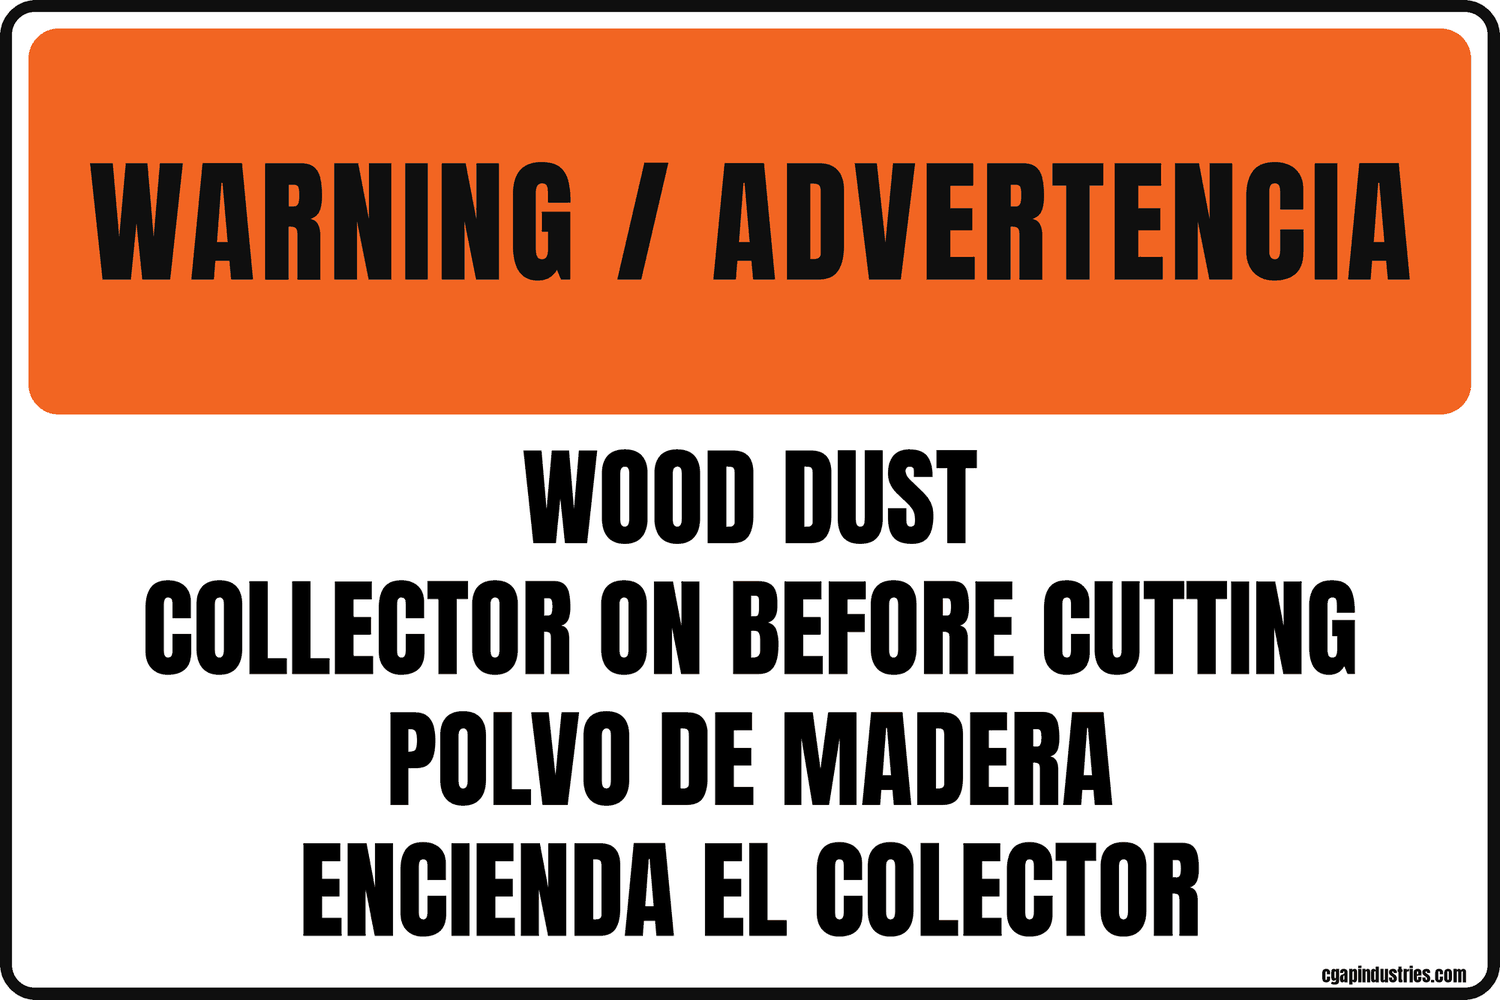 WARNING / ADVERTENCIA
WOOD DUST
COLLECTOR ON BEFORE CUTTING
POLVO DE MADERA
ENCIENDA EL COLECTOR
cgapindustries.com